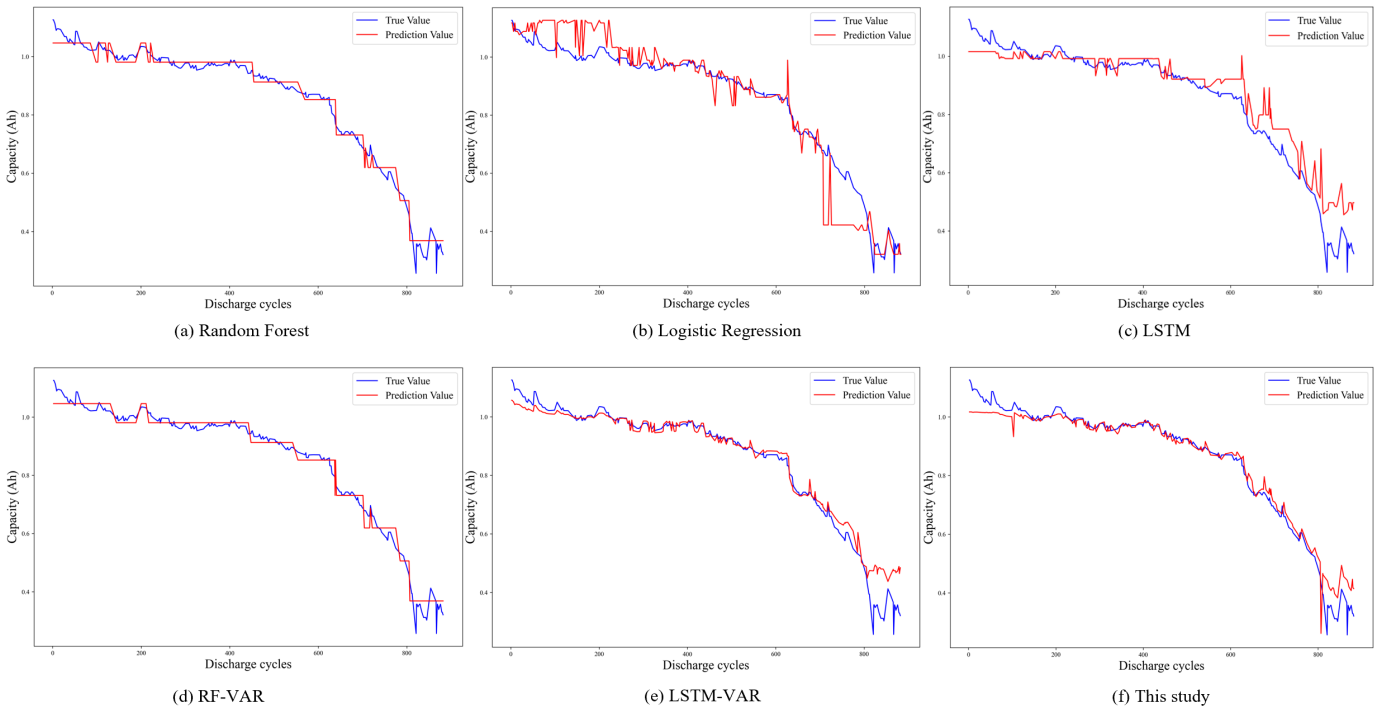 True Value
Prediction Value
1.0
0.8
0.6
0.4
Capacity (Ah)
0
200
400
600
800
Discharge cycles
(a) Random Forest
True Value
Prediction Value
1.0
0.8
0.6
0.4
Capacity (Ah)
0
200
400
600
800
Discharge cycles
(b) Logistic Regression
True Value
Prediction Value
1.0
0.8
0.6
0.4
Capacity (Ah)
0
200
400
600
800
Discharge cycles
(c) LSTM
True Value
Prediction Value
1.0
0.8
0.6
0.4
Capacity (Ah)
0
200
400
600
800
Discharge cycles
(d) RF-VAR
True Value
Prediction Value
1.0
0.8
0.6
0.4
Capacity (Ah)
0
200
400
600
800
Discharge cycles
(e) LSTM-VAR
True Value
Prediction Value
1.0
0.8
0.6
0.4
Capacity (Ah)
0
200
400
600
800
Discharge cycles
(f) This study